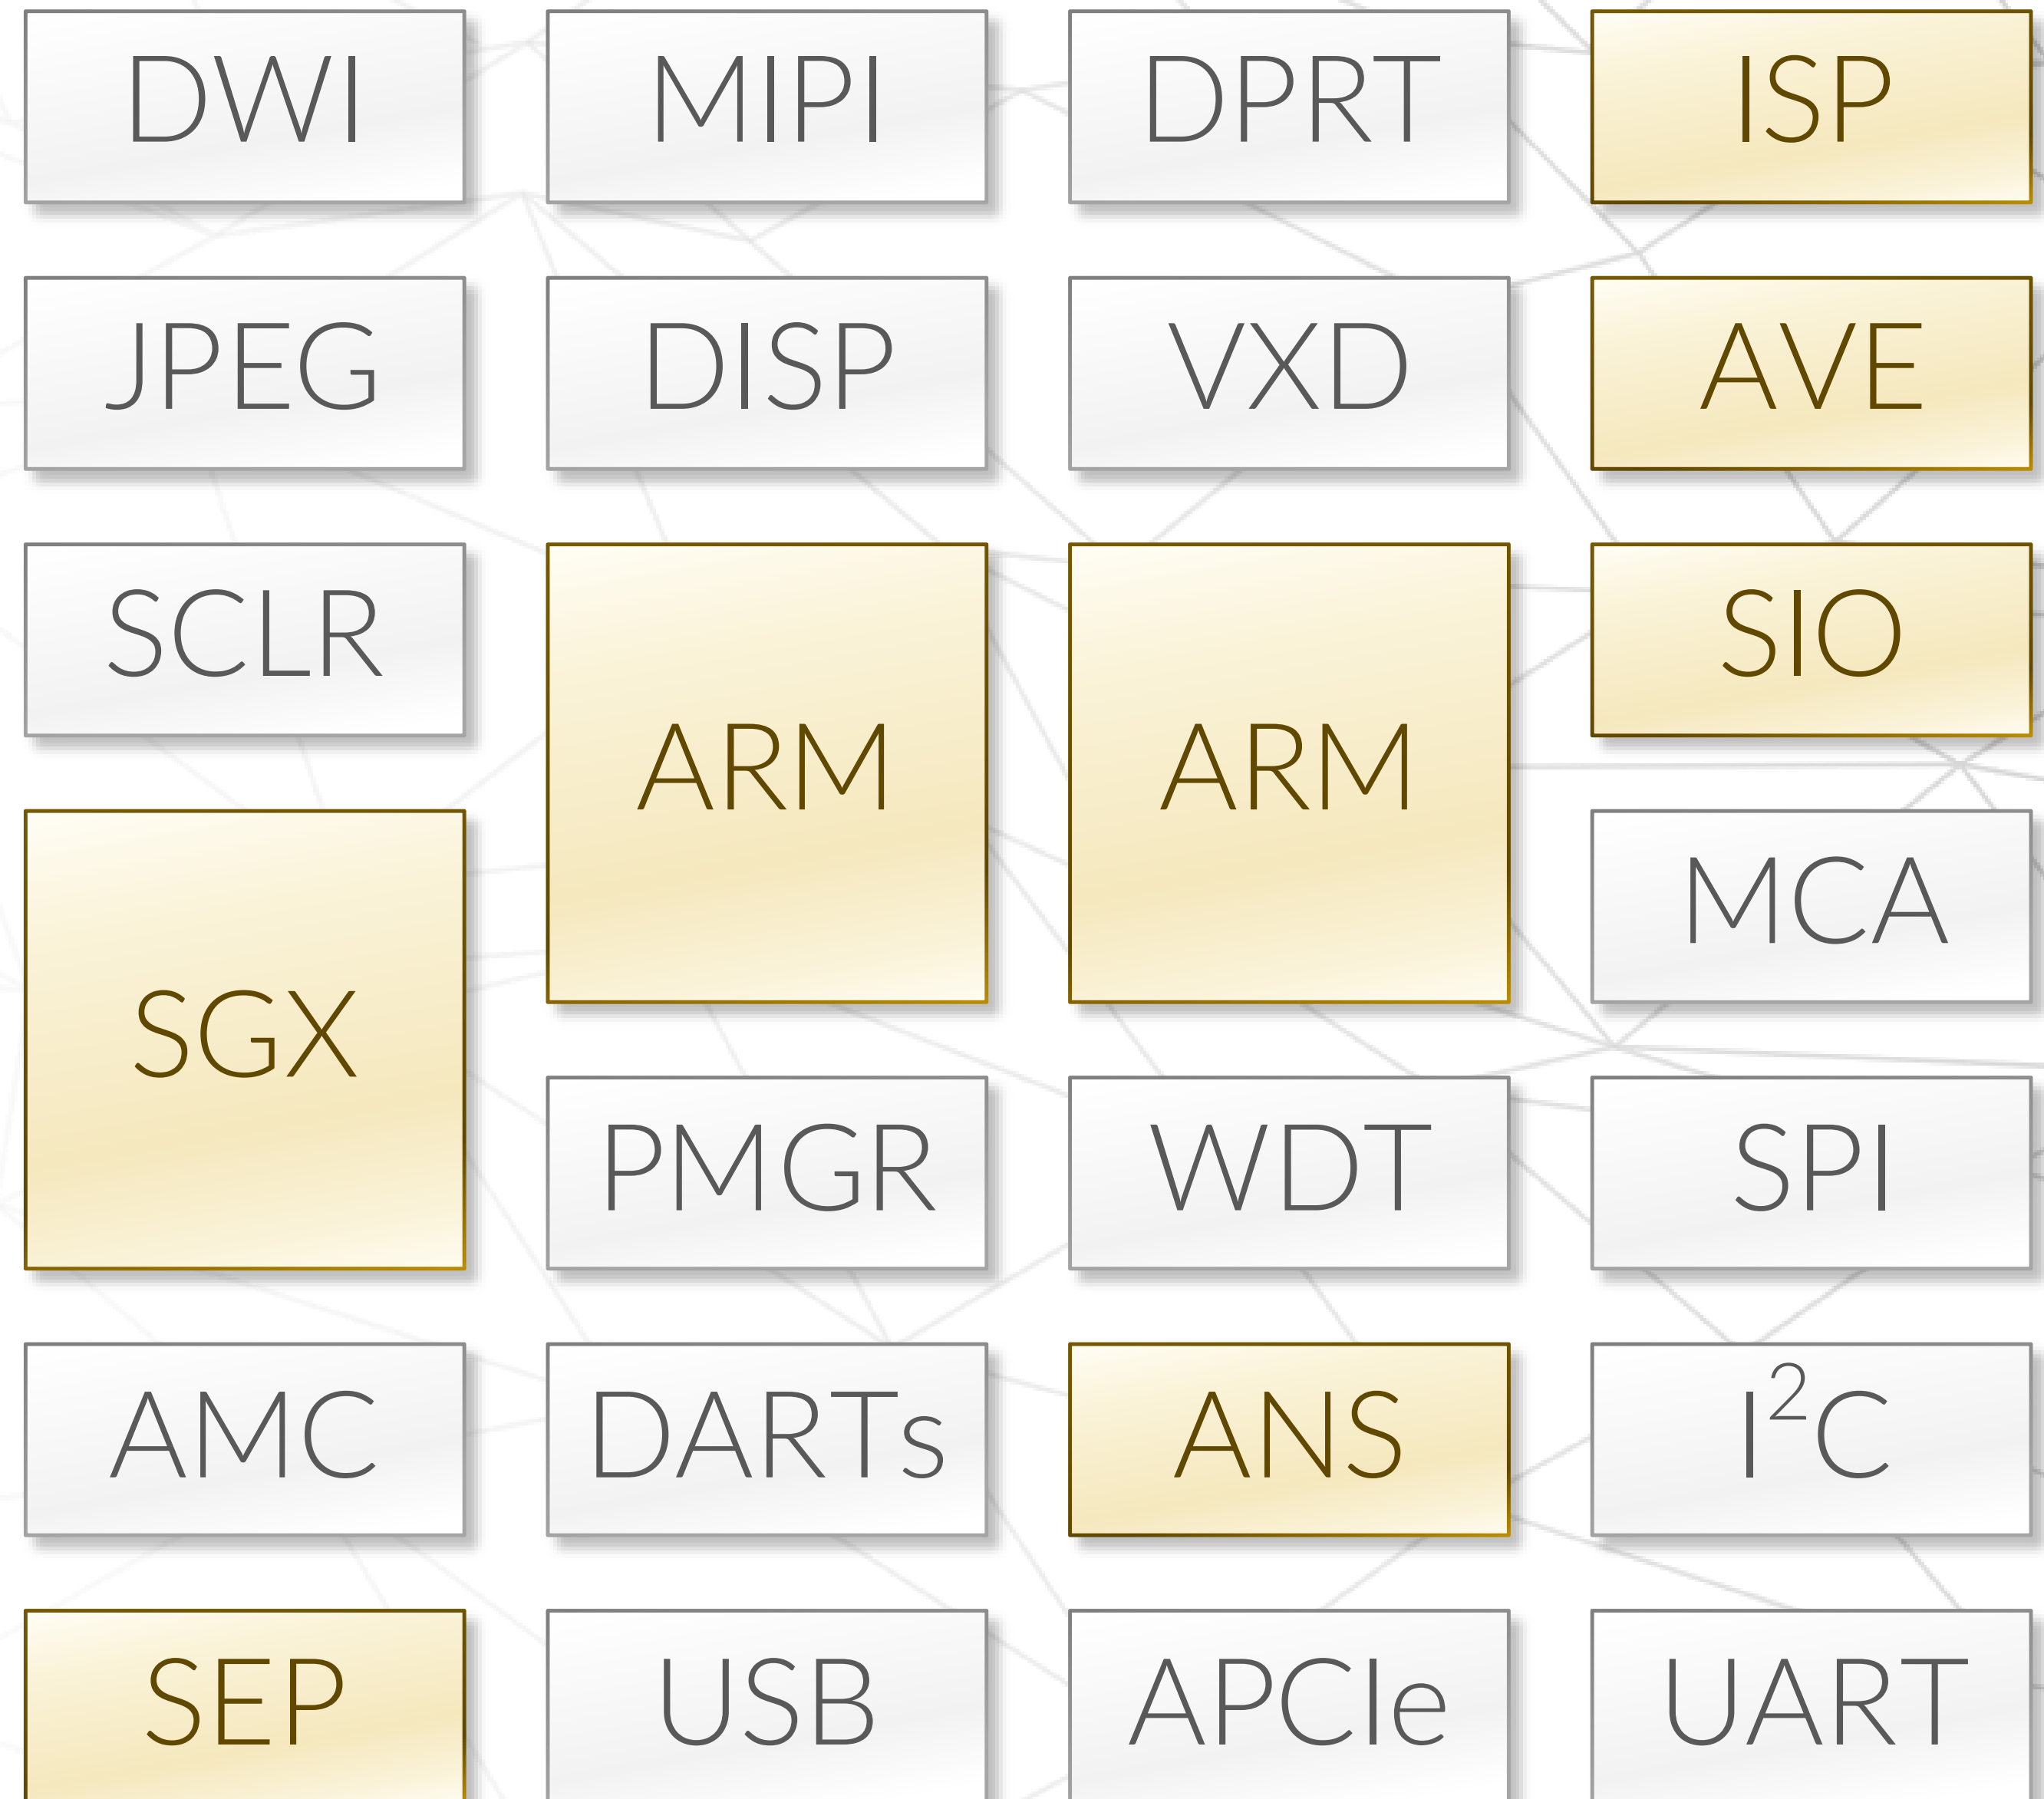 DWI
MIPI
DPRT
ISP
JPEG
DISP
VXD
AVE
SCLR
ARM
ARM
SIO
SGX
MCA
PMGR
WDT
SPI
AMC
DARTs
ANS
I²C
SEP
USB
APCIe
UART